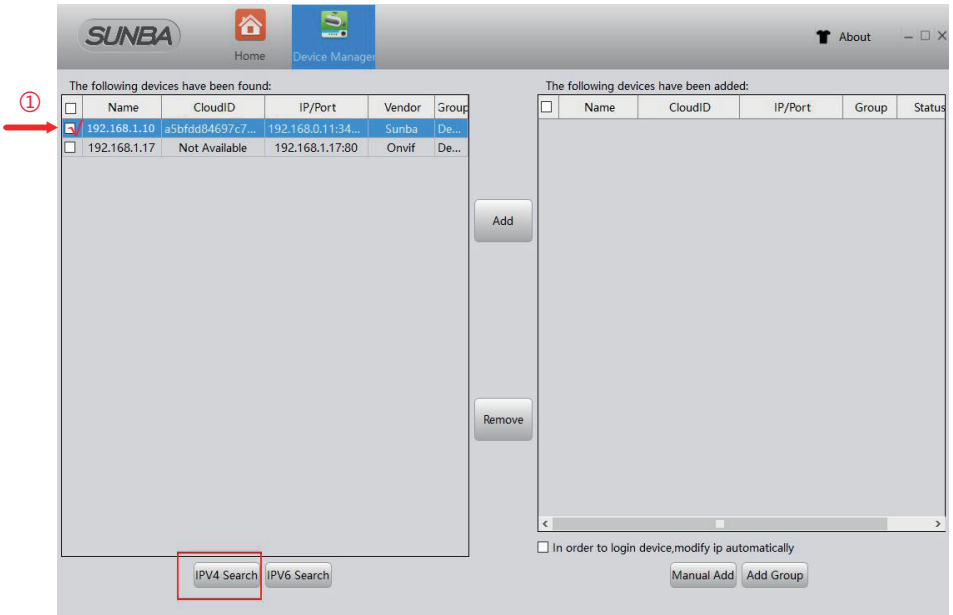 SUNBA
Home
Device Manager
About
The following devices have been found:
The following devices have been added:
①
Name CloudID IP/Port Vendor Group
192.168.1.10 a5bfdd84697c7... 192.168.0.11:34... Sunba De...
192.168.1.17 Not Available 192.168.1.17:80 Onvif De...
Name CloudID IP/Port Group Status
Add
Remove
In order to login device,modify ip automatically
IPV4 Search IPV6 Search
Manual Add Add Group